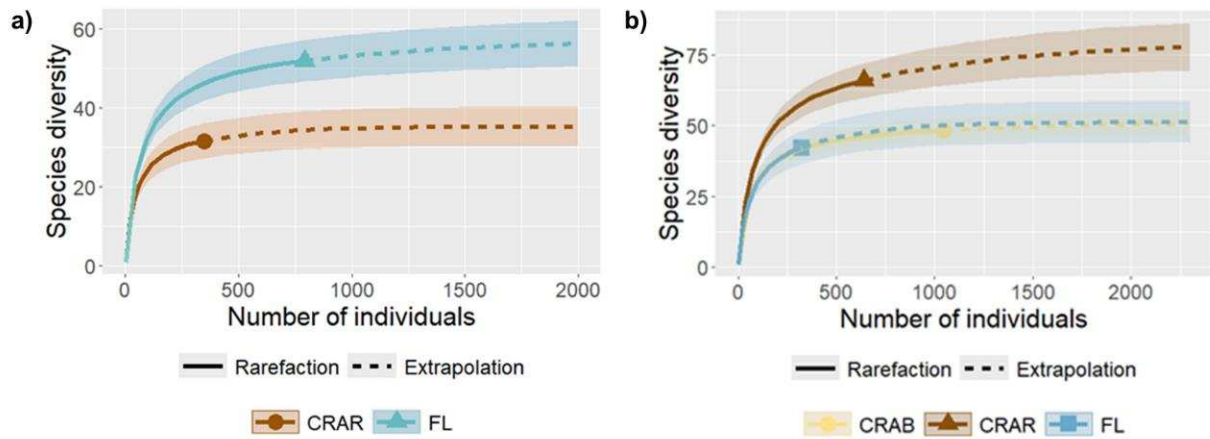 a)
60
40
20
0
Species diversity
0 500 1000 1500 2000
Number of individuals
Rarefaction Extrapolation
CRAR FL
b)
75
50
25
0
Species diversity
0 500 1000 1500 2000
Number of individuals
Rarefaction Extrapolation
CRAB CRAR FL